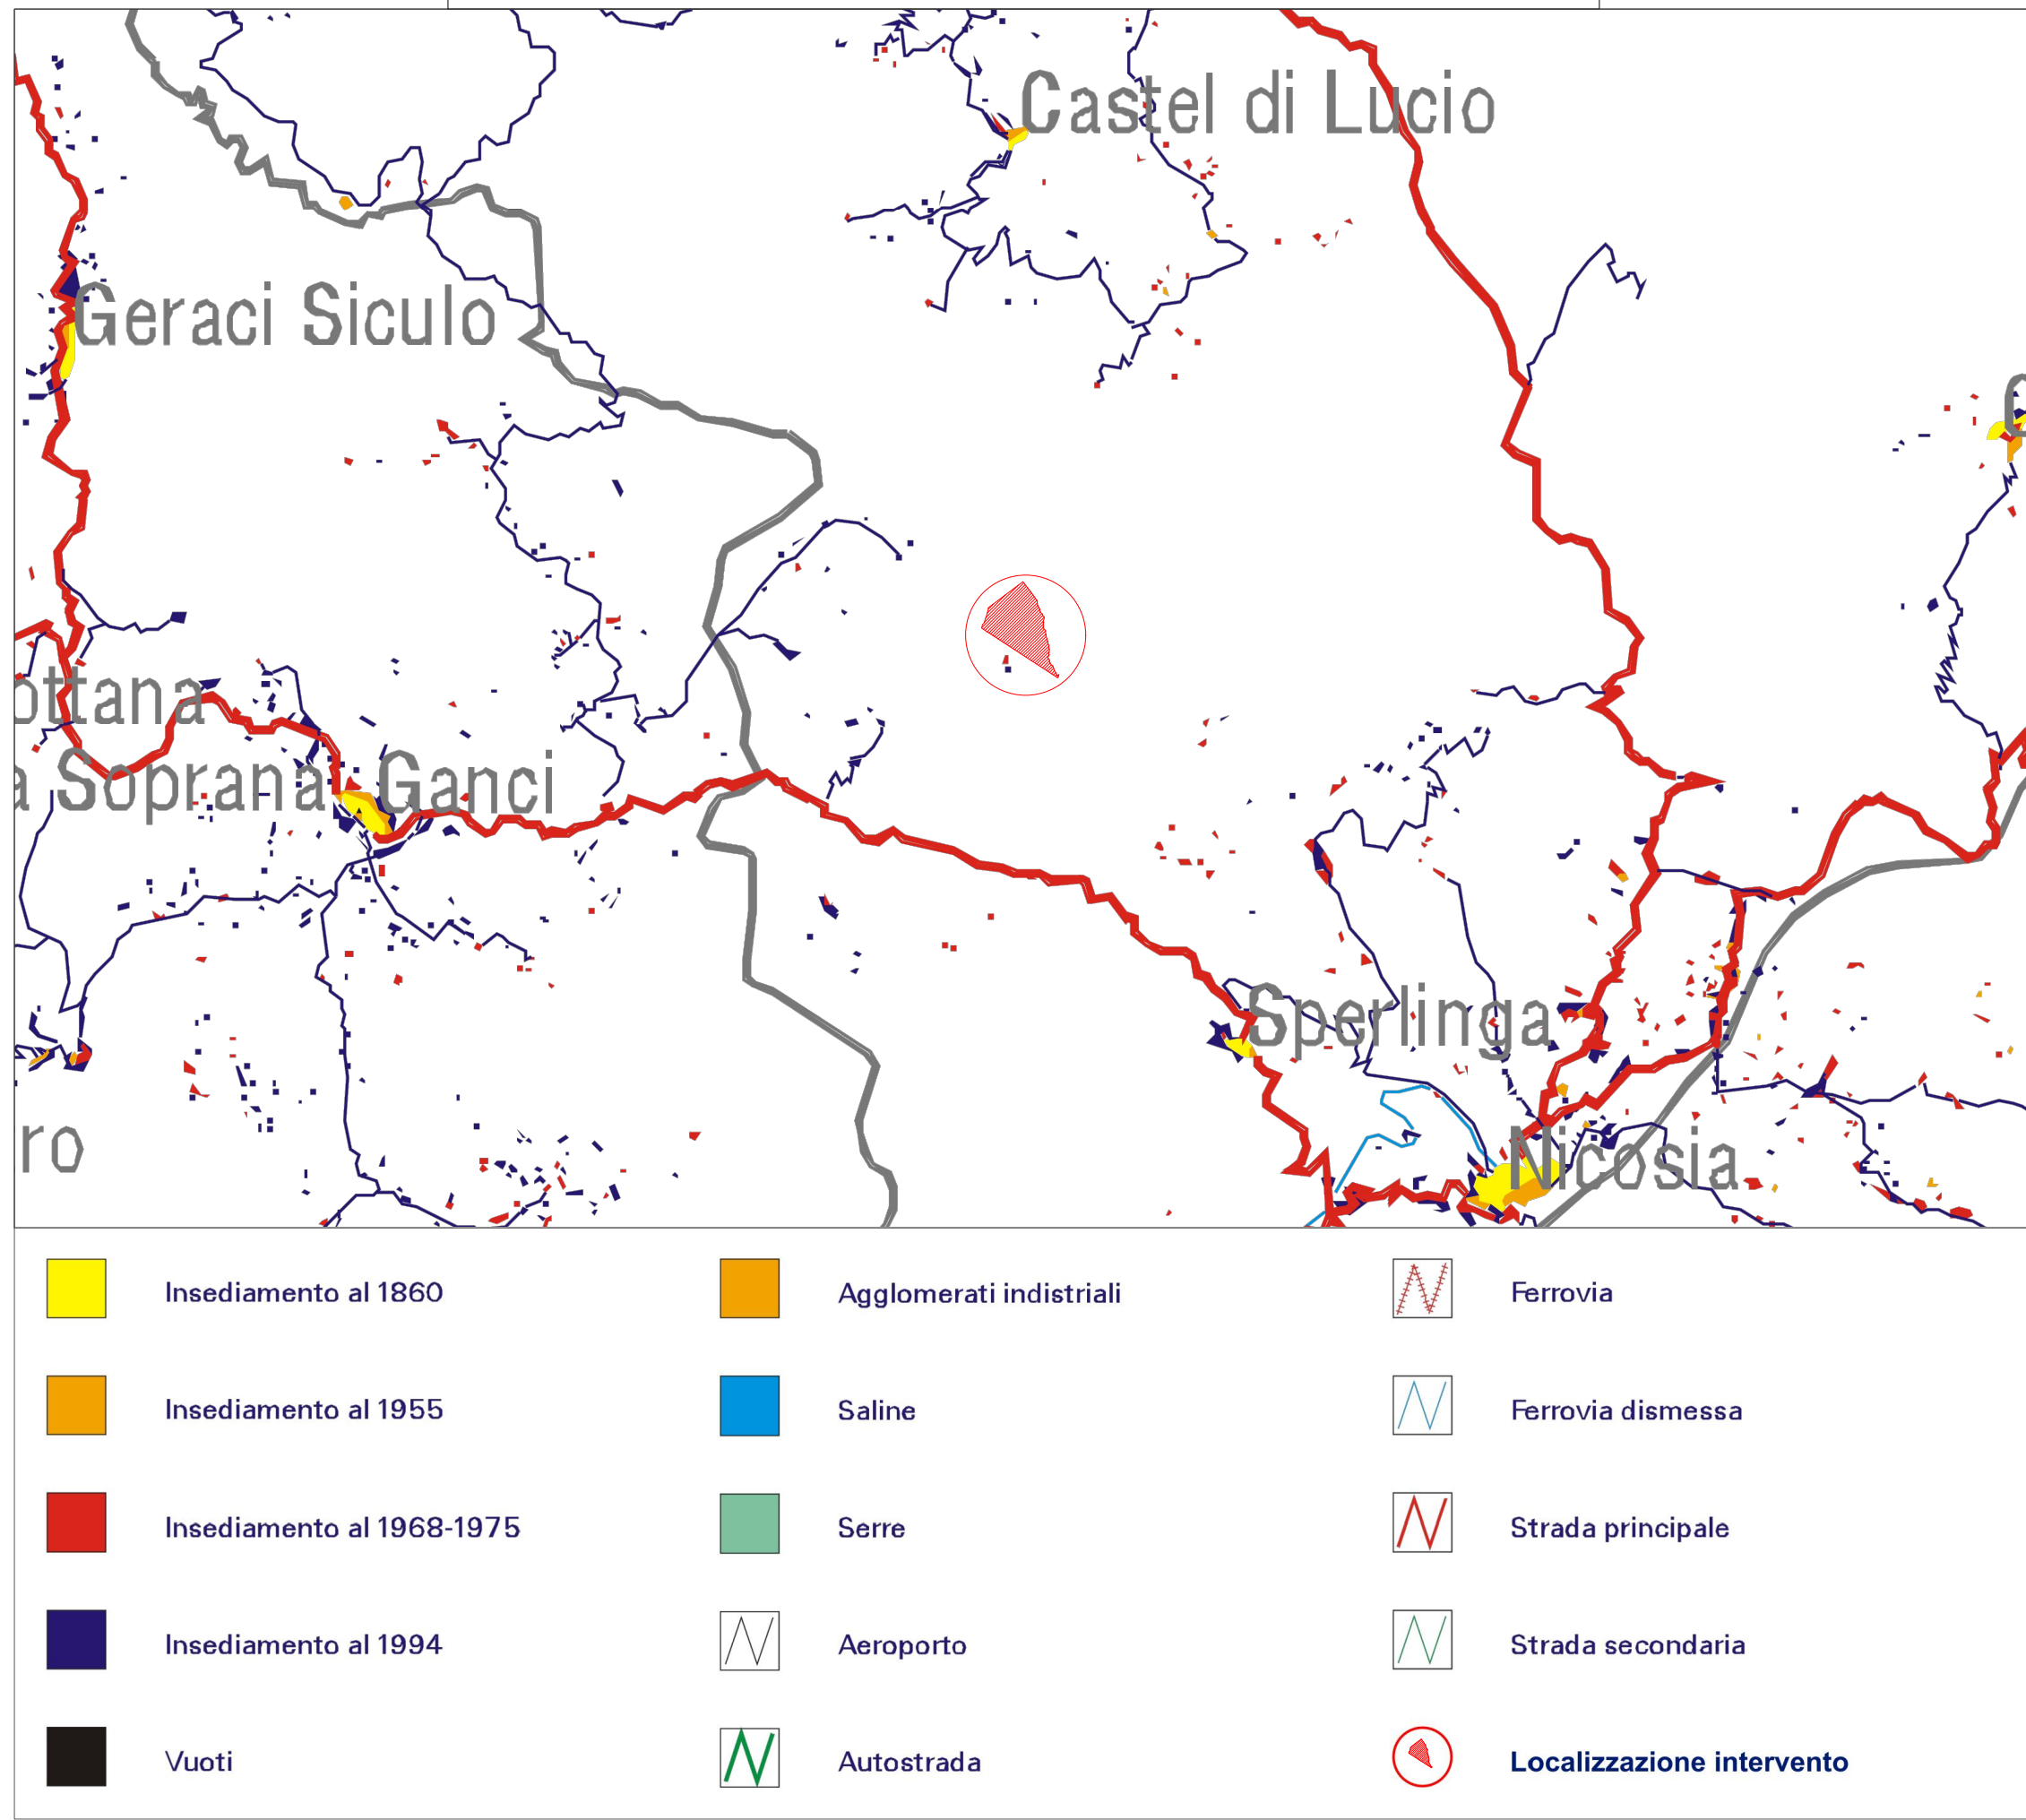 Castel di Lucio
Geraci Siculo
ottana
a Soprana
Ganci
Sperlinga
ro
Nicosia
Insediamento al 1860
Agglomerati indistriali
Ferrovia
Insediamento al 1955
Saline
Ferrovia dismessa
Insediamento al 1968-1975
Serre
Strada principale
Insediamento al 1994
Aeroporto
Strada secondaria
Vuoti
Autostrada
Localizzazione intervento